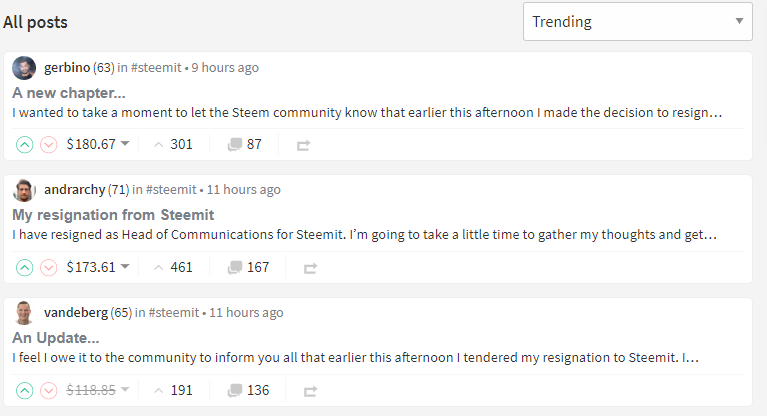 All posts
Trending
gerbino (63) in #steemit • 9 hours ago
A new chapter...
I wanted to take a moment to let the Steem community know that earlier this afternoon I made the decision to resign…
$180.67 301 87
andrarchy (71) in #steemit • 11 hours ago
My resignation from Steemit
I have resigned as Head of Communications for Steemit. I’m going to take a little time to gather my thoughts and get…
$173.61 461 167
vandeberg (65) in #steemit • 11 hours ago
An Update...
I feel I owe it to the community to inform you all that earlier this afternoon I tendered my resignation to Steemit. I…
$118.85 191 136